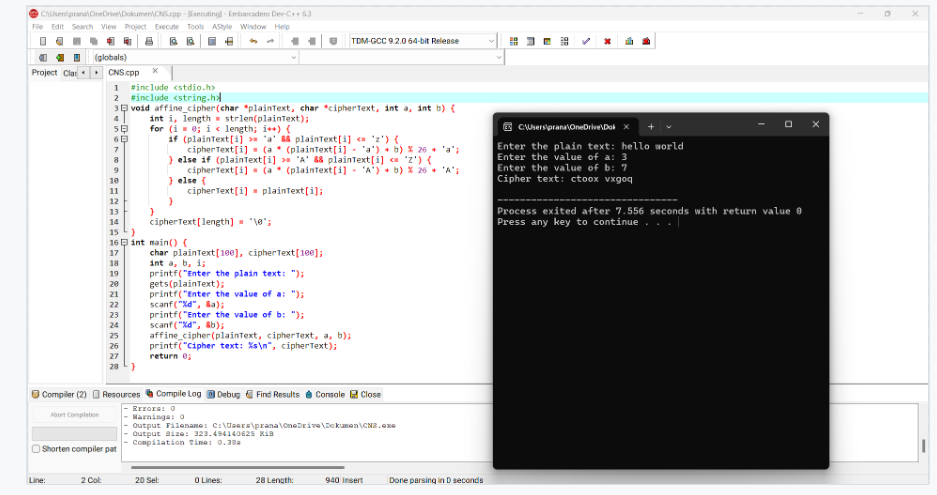 C:\Users\prana\OneDrive\Dokumen\CNS.cpp - [Executing] - Embarcadero Dev-C++ 6.3
File Edit Search View Project Execute Tools AStyle Window Help
TDM-GCC 9.2.0 64-bit Release
(globals)
Project Clas CNS.cpp
1 #include <stdio.h>
2 #include <string.h>
3 void affine_cipher(char *plainText, char *cipherText, int a, int b) {
4 int i, length = strlen(plainText);
5 for (i = 0; i < length; i++) {
6 if (plainText[i] >= 'a' && plainText[i] <= 'z') {
7 cipherText[i] = (a * (plainText[i] - 'a') + b) % 26 + 'a';
8 } else if (plainText[i] >= 'A' && plainText[i] <= 'Z') {
9 cipherText[i] = (a * (plainText[i] - 'A') + b) % 26 + 'A';
10 } else {
11 cipherText[i] = plainText[i];
12 }
13 }
14 cipherText[length] = '\0';
15 }
16 int main() {
17 char plainText[100], cipherText[100];
18 int a, b, i;
19 printf("Enter the plain text: ");
20 gets(plainText);
21 printf("Enter the value of a: ");
22 scanf("%d", &a);
23 printf("Enter the value of b: ");
24 scanf("%d", &b);
25 affine_cipher(plainText, cipherText, a, b);
26 printf("Cipher text: %s\n", cipherText);
27 return 0;
28 }
C:\Users\prana\OneDrive\Dol
Enter the plain text: hello world
Enter the value of a: 3
Enter the value of b: 7
Cipher text: ctoox vxgoq
--------------------------------
Process exited after 7.556 seconds with return value 0
Press any key to continue . . .
Compiler (2) Resources Compile Log Debug Find Results Console Close
Abort Compilation
Shorten compiler pat
- Errors: 0
- Warnings: 0
- Output Filename: C:\Users\prana\OneDrive\Dokumen\CNS.exe
- Output Size: 323.494140625 KiB
- Compilation Time: 0.38s
Line: 2 Col: 20 Sel: 0 Lines: 28 Length: 940 Insert Done parsing in 0 seconds